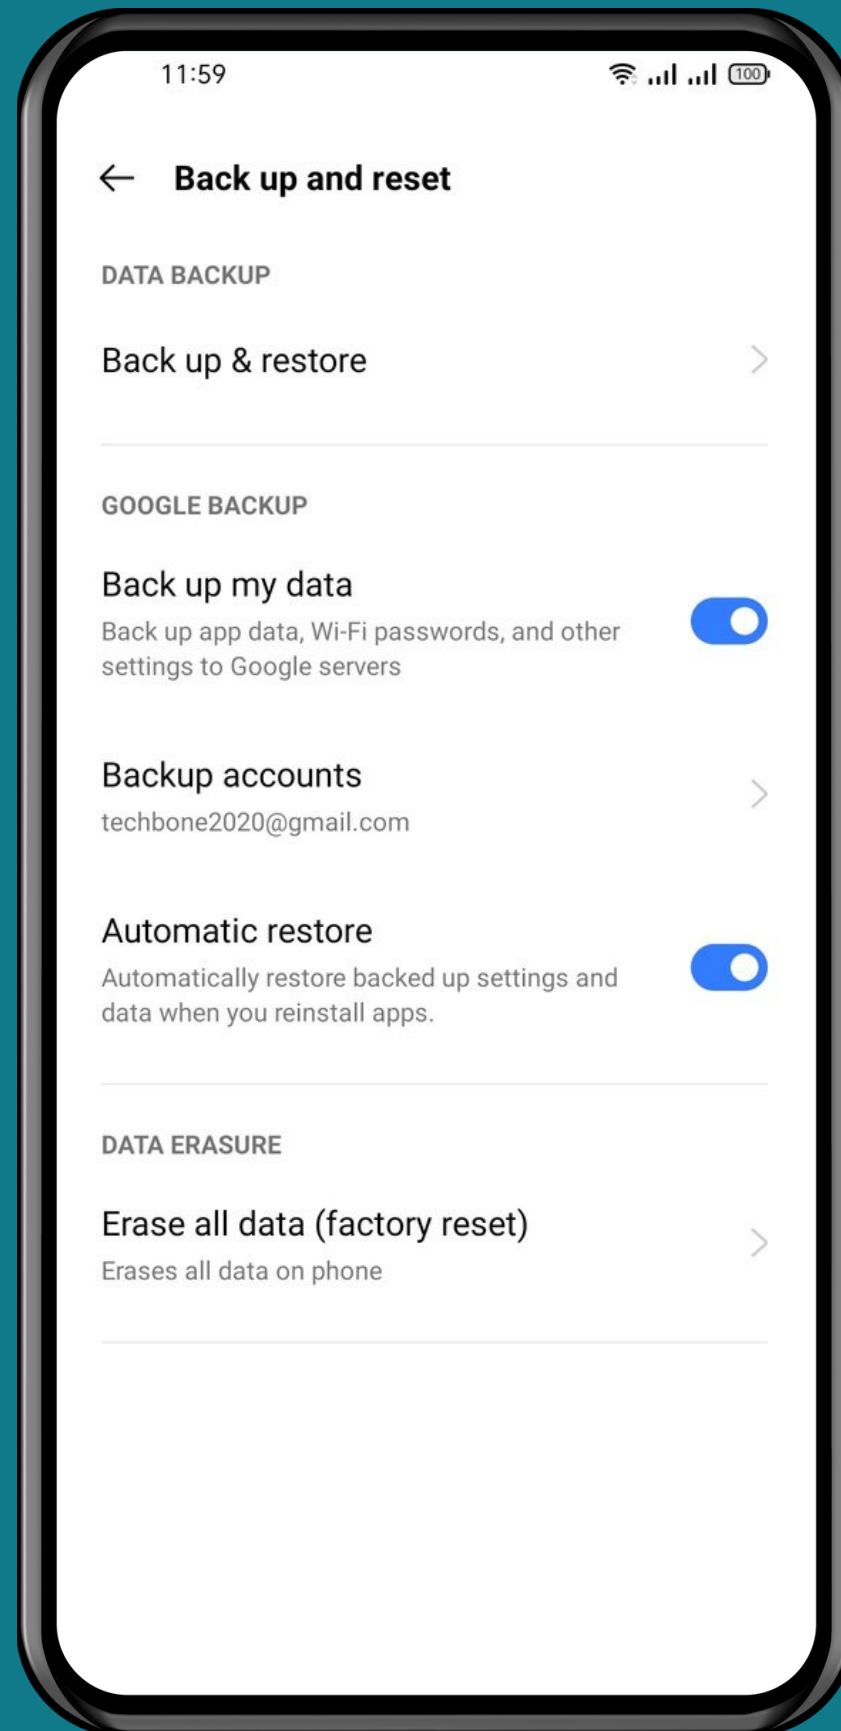 11:59
100
Back up and reset
DATA BACKUP
Back up & restore
GOOGLE BACKUP
Back up my data
Back up app data, Wi-Fi passwords, and other
settings to Google servers
Backup accounts
techbone2020@gmail.com
Automatic restore
Automatically restore backed up settings and
data when you reinstall apps.
DATA ERASURE
Erase all data (factory reset)
Erases all data on phone